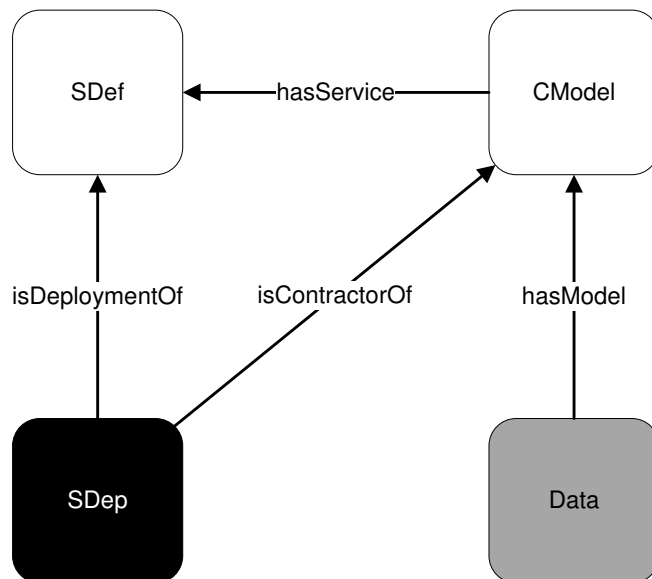 SDef
hasService
CModel
isDeploymentOf
isContractorOf
hasModel
SDep
Data